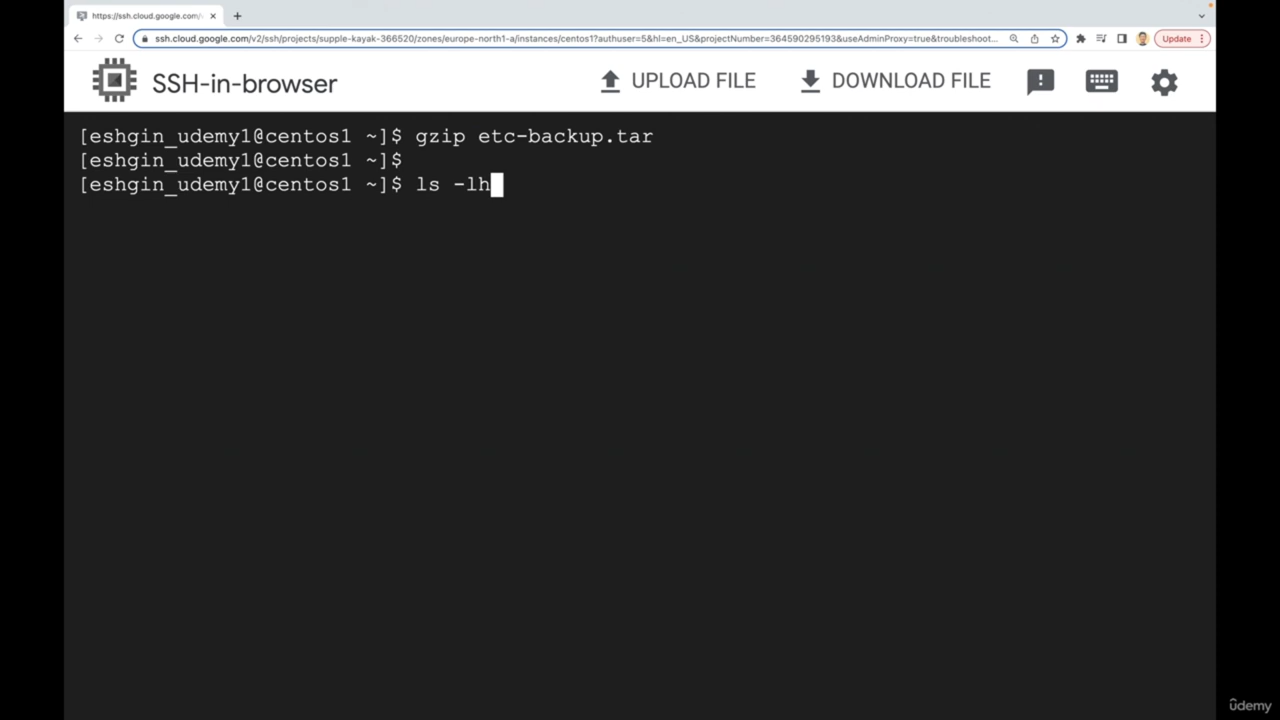 https://ssh.cloud.google.com/v
ssh.cloud.google.com/v2/ssh/projects/supple-kayak-366520/zones/europe-north1-a/instances/centos1?authuser=5&hl=en_US&projectNumber=364590295193&useAdminProxy=true&troubleshoot...
Update
SSH-in-browser
UPLOAD FILE
DOWNLOAD FILE
[eshgin_udemy1@centos1 ~]$ gzip etc-backup.tar
[eshgin_udemy1@centos1 ~]$
[eshgin_udemy1@centos1 ~]$ ls -lh
ûdemy